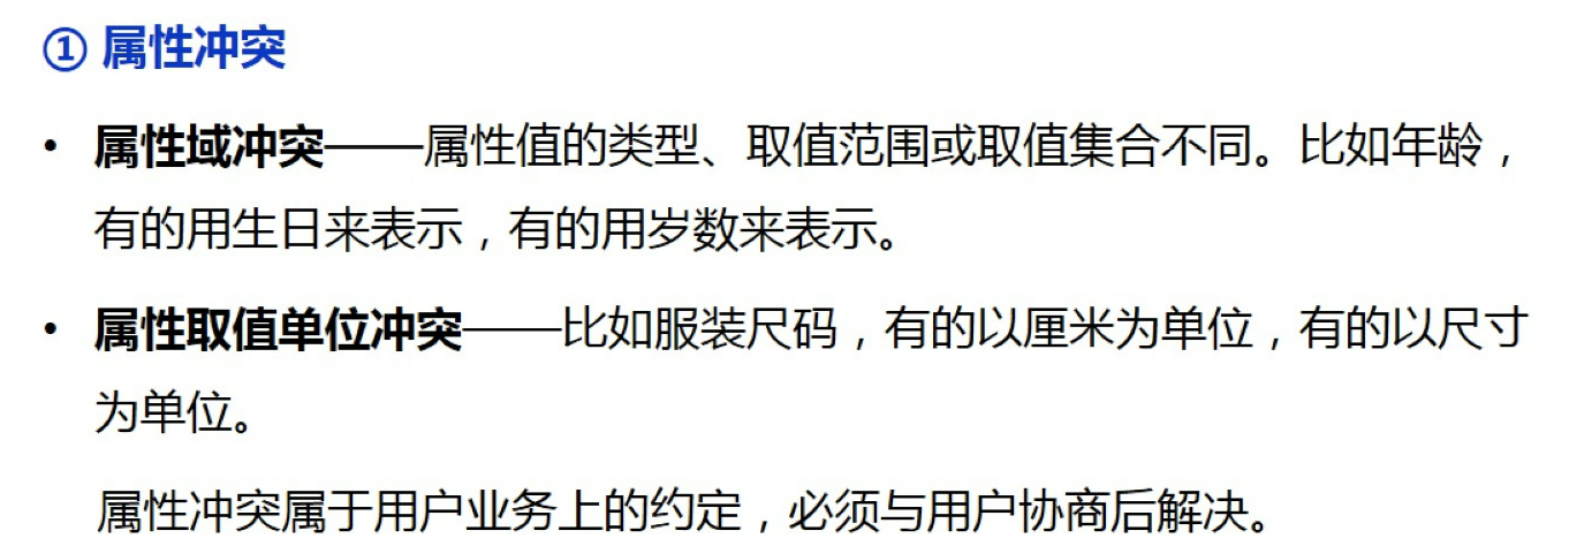 ① 属性冲突
• 属性域冲突——属性值的类型、取值范围或取值集合不同。比如年龄，
有的用生日来表示，有的用岁数来表示。
• 属性取值单位冲突——比如服装尺码，有的以厘米为单位，有的以尺寸
为单位。
属性冲突属于用户业务上的约定，必须与用户协商后解决。